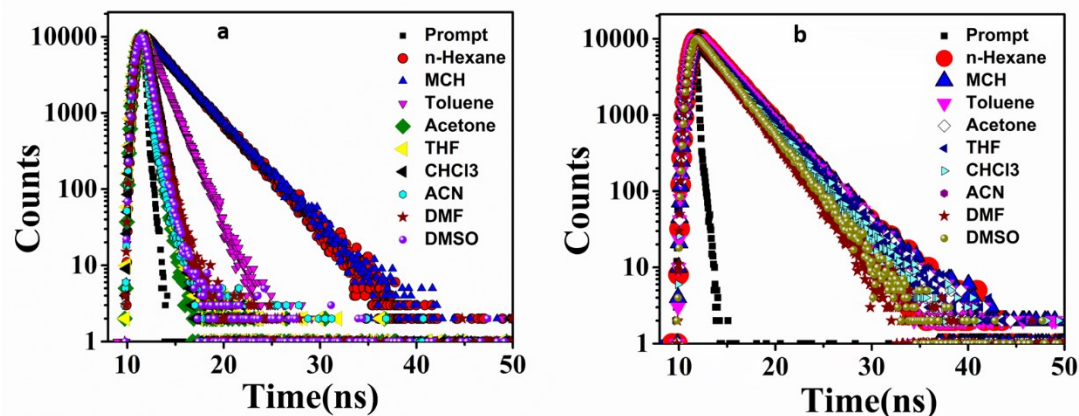 a
Counts
10000
1000
100
10
1
Prompt
n-Hexane
MCH
Toluene
Acetone
THF
CHCl3
ACN
DMF
DMSO
10 20 30 40 50
Time(ns)
b
Counts
10000
1000
100
10
1
Prompt
n-Hexane
MCH
Toluene
Acetone
THF
CHCl3
ACN
DMF
DMSO
10 20 30 40 50
Time(ns)